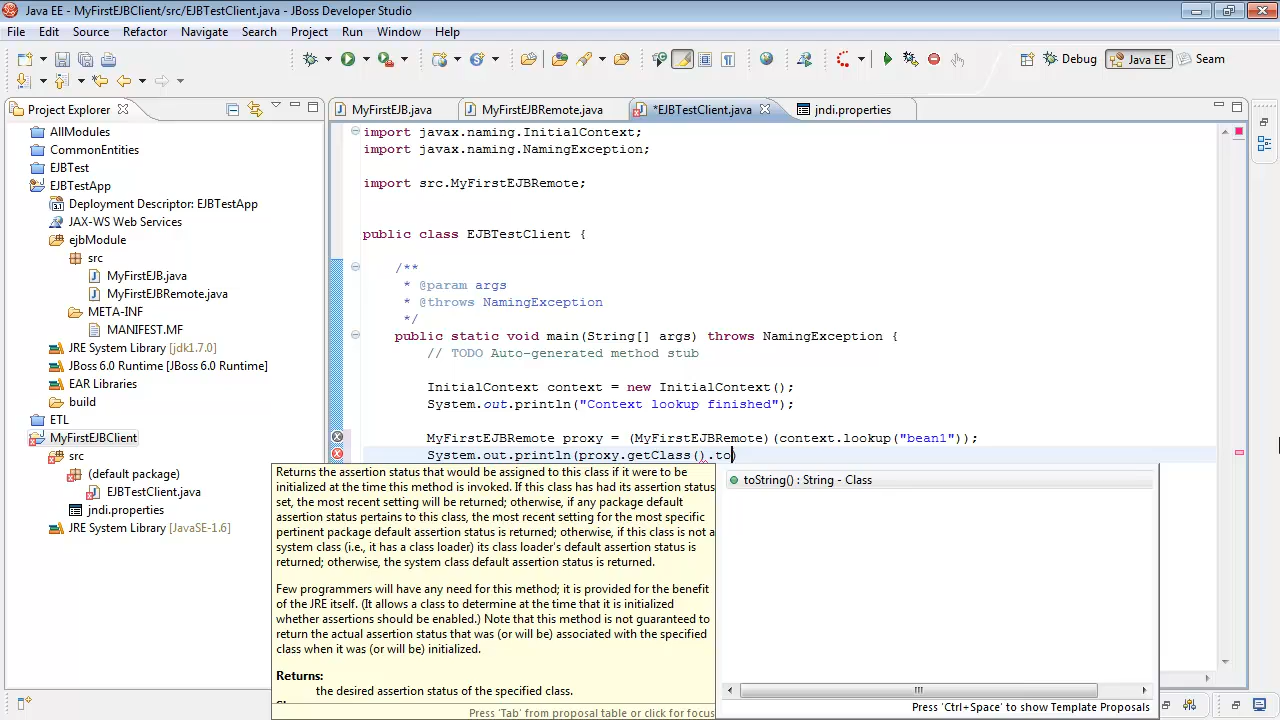 Java EE - MyFirstEJBClient/src/EJBTestClient.java - JBoss Developer Studio
File Edit Source Refactor Navigate Search Project Run Window Help
Debug Java EE Seam
Project Explorer
MyFirstEJB.java MyFirstEJBRemote.java *EJBTestClient.java jndi.properties
AllModules
CommonEntities
EJBTest
EJBTestApp
Deployment Descriptor: EJBTestApp
JAX-WS Web Services
ejbModule
src
MyFirstEJB.java
MyFirstEJBRemote.java
META-INF
MANIFEST.MF
JRE System Library [jdk1.7.0]
JBoss 6.0 Runtime [JBoss 6.0 Runtime]
EAR Libraries
build
ETL
MyFirstEJBClient
src
(default package)
EJBTestClient.java
jndi.properties
JRE System Library [JavaSE-1.6]
import javax.naming.InitialContext;
import javax.naming.NamingException;
import src.MyFirstEJBRemote;
public class EJBTestClient {
/**
* @param args
* @throws NamingException
*/
public static void main(String[] args) throws NamingException {
// TODO Auto-generated method stub
InitialContext context = new InitialContext();
System.out.println("Context lookup finished");
MyFirstEJBRemote proxy = (MyFirstEJBRemote)(context.lookup("bean1"));
System.out.println(proxy.getClass().to)
Returns the assertion status that would be assigned to this class if it were to be
initialized at the time this method is invoked. If this class has had its assertion status
set, the most recent setting will be returned; otherwise, if any package default
assertion status pertains to this class, the most recent setting for the most specific
pertinent package default assertion status is returned; otherwise, if this class is not a
system class (i.e., it has a class loader) its class loader's default assertion status is
returned; otherwise, the system class default assertion status is returned.
Few programmers will have any need for this method; it is provided for the benefit
of the JRE itself. (It allows a class to determine at the time that it is initialized
whether assertions should be enabled.) Note that this method is not guaranteed to
return the actual assertion status that was (or will be) associated with the specified
class when it was (or will be) initialized.
Returns:
the desired assertion status of the specified class.
Press 'Tab' from proposal table or click for focus
toString() : String - Class
Press 'Ctrl+Space' to show Template Proposals